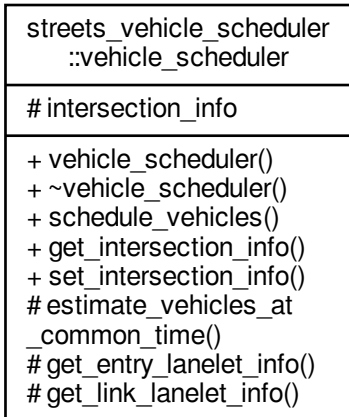 streets_vehicle_scheduler
::vehicle_scheduler
# intersection_info
+ vehicle_scheduler()
+ ~vehicle_scheduler()
+ schedule_vehicles()
+ get_intersection_info()
+ set_intersection_info()
# estimate_vehicles_at
_common_time()
# get_entry_lanelet_info()
# get_link_lanelet_info()